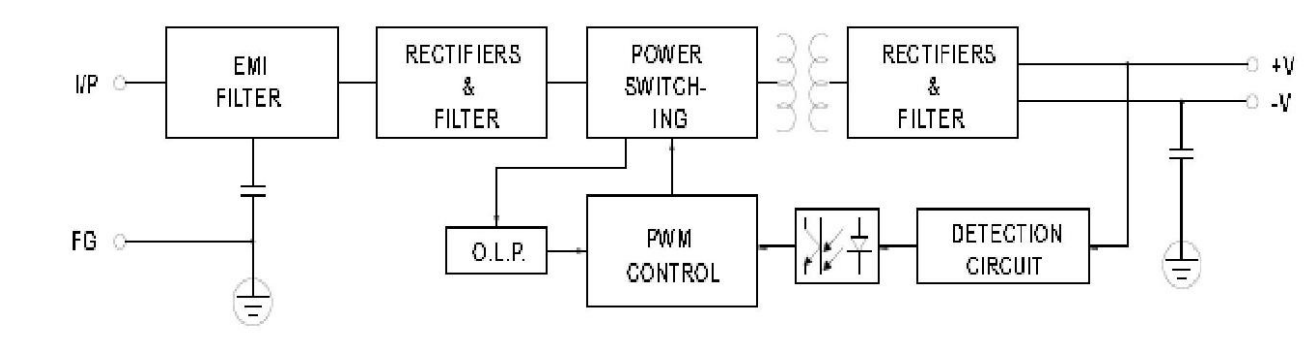 I/P
EMI
FILTER
RECTIFIERS
&
FILTER
POWER
SWITCH-
ING
RECTIFIERS
&
FILTER
+V
-V
FG
O.L.P.
PWM
CONTROL
DETECTION
CIRCUIT